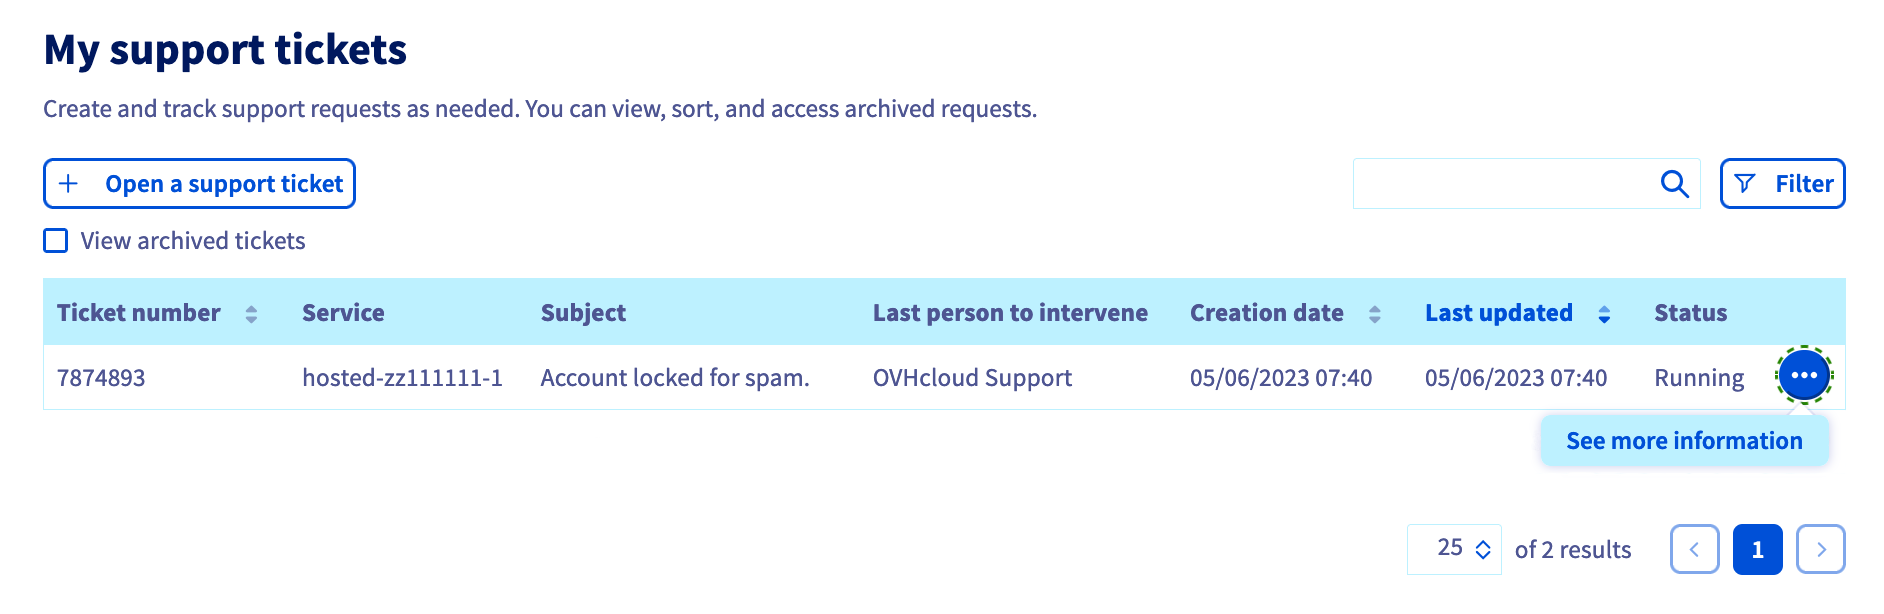 My support tickets
Create and track support requests as needed. You can view, sort, and access archived requests.
+ Open a support ticket
Filter
View archived tickets
Ticket number Service Subject Last person to intervene Creation date Last updated Status
7874893 hosted-zz111111-1 Account locked for spam. OVHcloud Support 05/06/2023 07:40 05/06/2023 07:40 Running
See more information
25 of 2 results 1